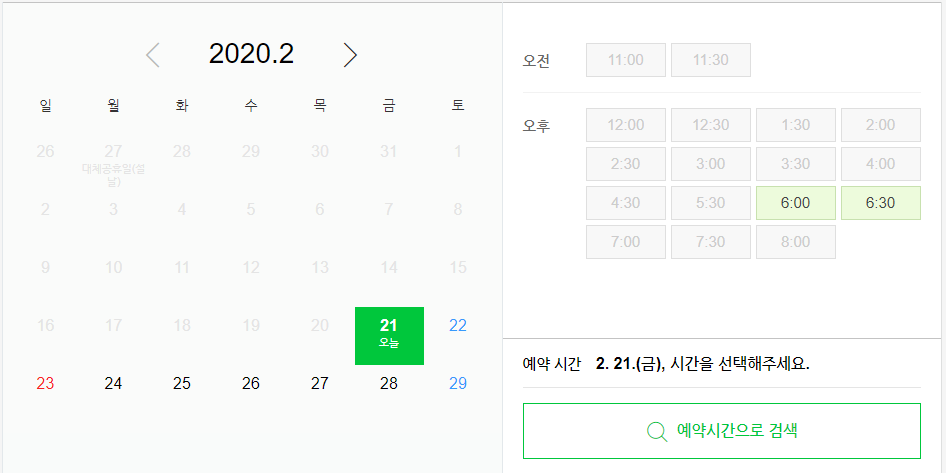 2020.2
일 월 화 수 목 금 토
26 27 28 29 30 31 1
대체공휴일(설
날)
2 3 4 5 6 7 8
9 10 11 12 13 14 15
16 17 18 19 20 21 22
오늘
23 24 25 26 27 28 29
오전 11:00 11:30
오후 12:00 12:30 1:30 2:00
2:30 3:00 3:30 4:00
4:30 5:30 6:00 6:30
7:00 7:30 8:00
예약 시간 2. 21.(금), 시간을 선택해주세요.
예약시간으로 검색